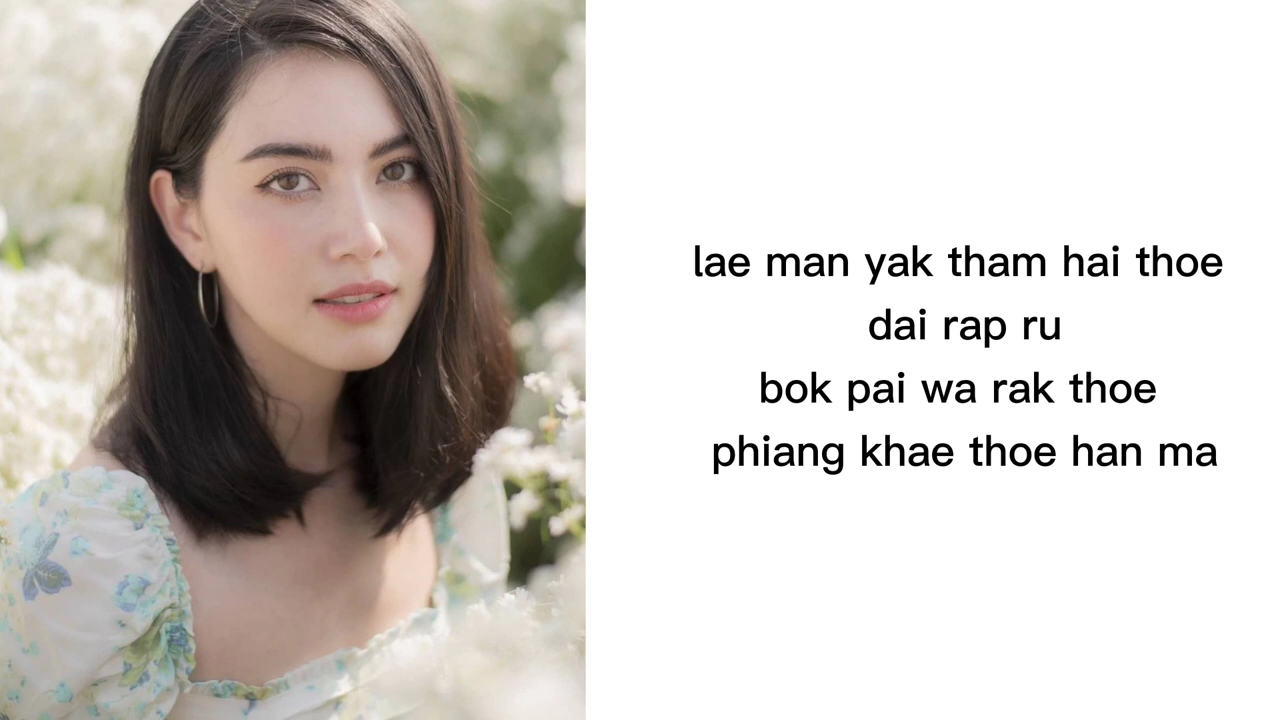 lae man yak tham hai thoe
dai rap ru
bok pai wa rak thoe
phiang khae thoe han ma